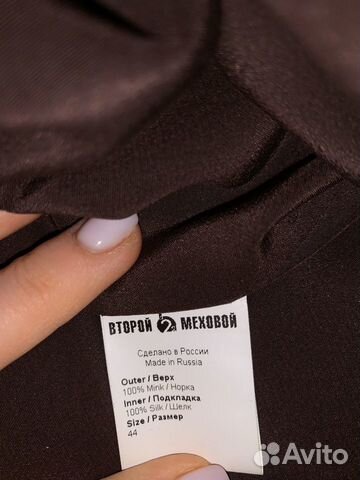 ВТОРОЙ 2 МЕХОВОЙ
Сделано в России
Made in Russia
Outer / Верх
100% Mink / Норка
Inner / Подкладка
100% Silk / Шелк
Size / Размер
44
Avito